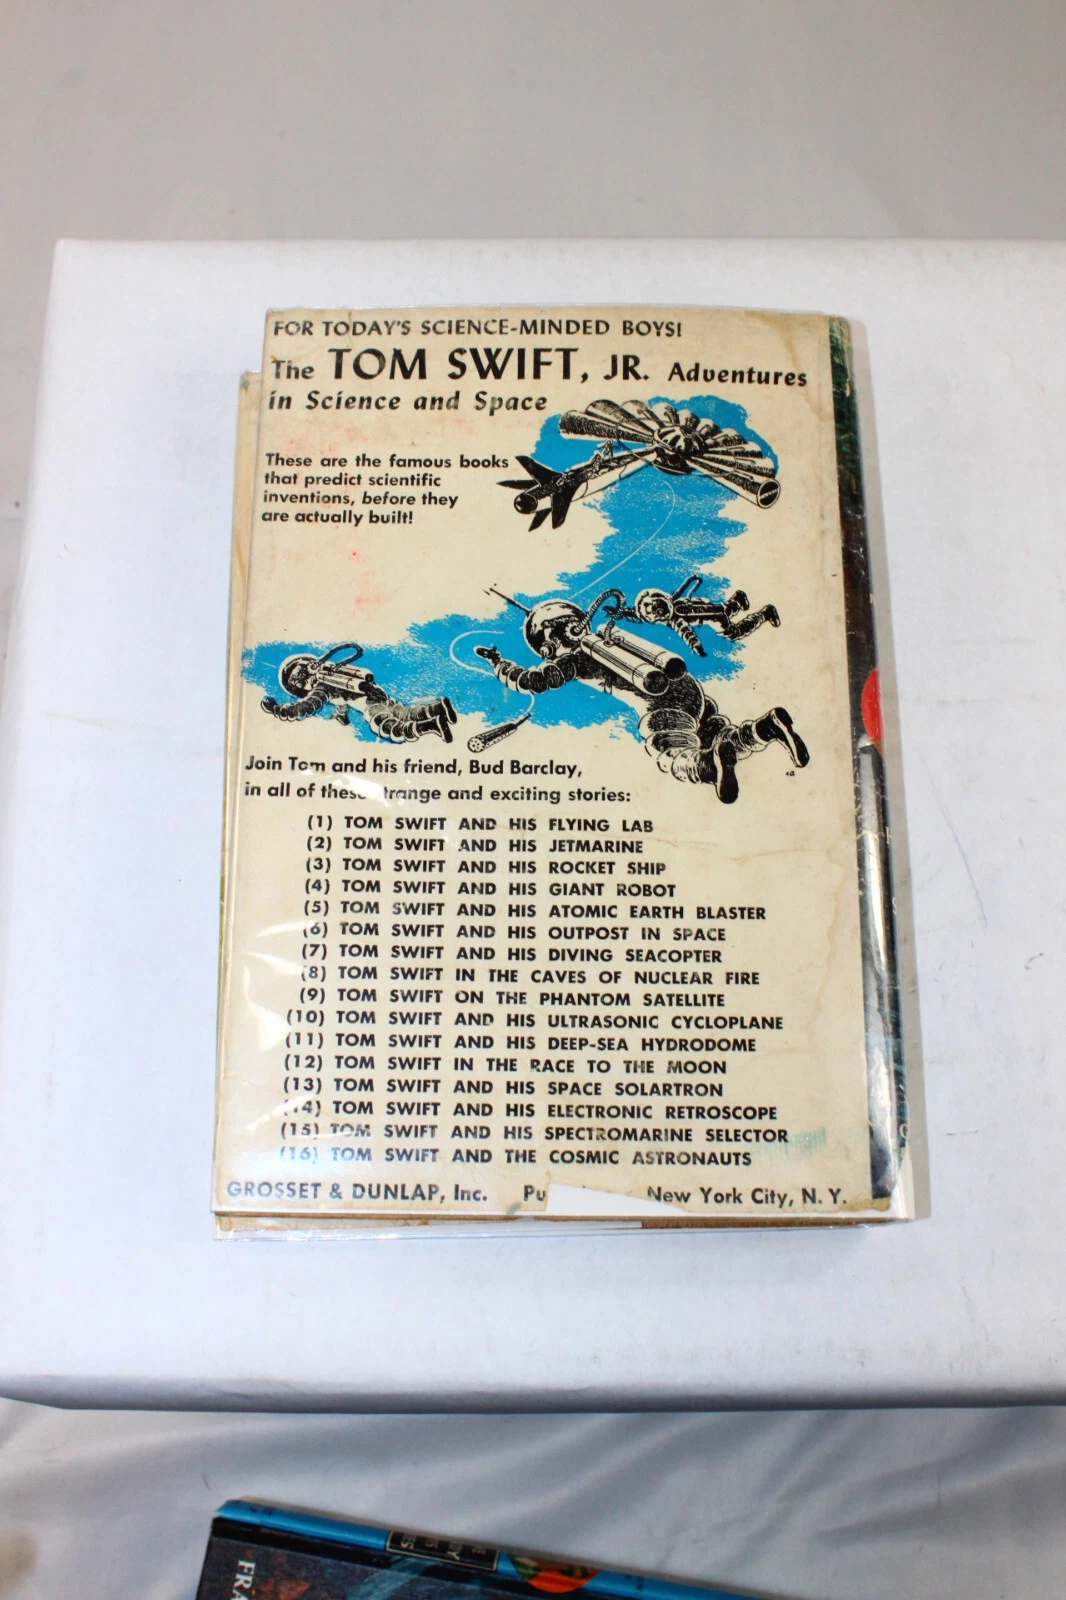 FOR TODAY'S SCIENCE-MINDED BOYS!
The TOM SWIFT, JR. Adventures
in Science and Space
These are the famous books
that predict scientific
inventions, before they
are actually built!
Join Tom and his friend, Bud Barclay,
in all of these strange and exciting stories:
(1) TOM SWIFT AND HIS FLYING LAB
(2) TOM SWIFT AND HIS JETMARINE
(3) TOM SWIFT AND HIS ROCKET SHIP
(4) TOM SWIFT AND HIS GIANT ROBOT
(5) TOM SWIFT AND HIS ATOMIC EARTH BLASTER
(6) TOM SWIFT AND HIS OUTPOST IN SPACE
(7) TOM SWIFT AND HIS DIVING SEACOPTER
(8) TOM SWIFT IN THE CAVES OF NUCLEAR FIRE
(9) TOM SWIFT ON THE PHANTOM SATELLITE
(10) TOM SWIFT AND HIS ULTRASONIC CYCLOPLANE
(11) TOM SWIFT AND HIS DEEP-SEA HYDRODOME
(12) TOM SWIFT IN THE RACE TO THE MOON
(13) TOM SWIFT AND HIS SPACE SOLARTRON
(14) TOM SWIFT AND HIS ELECTRONIC RETROSCOPE
(15) TOM SWIFT AND HIS SPECTROMARINE SELECTOR
(16) TOM SWIFT AND THE COSMIC ASTRONAUTS
GROSSET & DUNLAP, Inc. Pu New York City, N. Y.
FRA